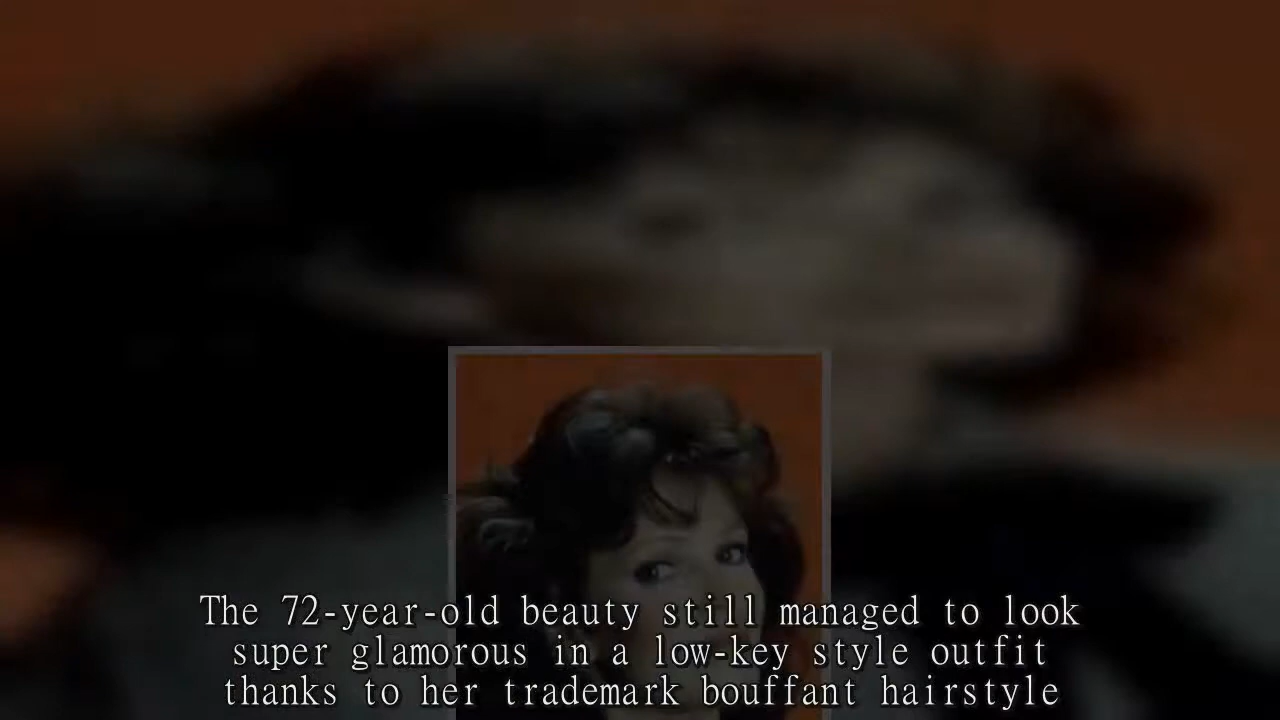 The 72-year-old beauty still managed to look
super glamorous in a low-key style outfit
thanks to her trademark bouffant hairstyle